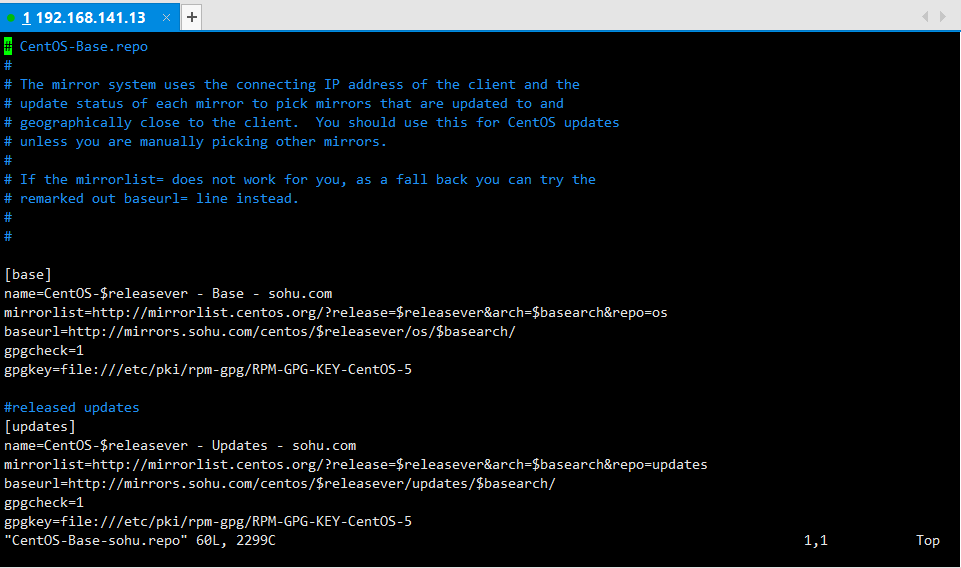 1 192.168.141.13 × +
# CentOS-Base.repo
#
# The mirror system uses the connecting IP address of the client and the
# update status of each mirror to pick mirrors that are updated to and
# geographically close to the client.  You should use this for CentOS updates
# unless you are manually picking other mirrors.
#
# If the mirrorlist= does not work for you, as a fall back you can try the
# remarked out baseurl= line instead.
#
#
[base]
name=CentOS-$releasever - Base - sohu.com
mirrorlist=http://mirrorlist.centos.org/?release=$releasever&arch=$basearch&repo=os
baseurl=http://mirrors.sohu.com/centos/$releasever/os/$basearch/
gpgcheck=1
gpgkey=file:///etc/pki/rpm-gpg/RPM-GPG-KEY-CentOS-5
#released updates
[updates]
name=CentOS-$releasever - Updates - sohu.com
mirrorlist=http://mirrorlist.centos.org/?release=$releasever&arch=$basearch&repo=updates
baseurl=http://mirrors.sohu.com/centos/$releasever/updates/$basearch/
gpgcheck=1
gpgkey=file:///etc/pki/rpm-gpg/RPM-GPG-KEY-CentOS-5
"CentOS-Base-sohu.repo" 60L, 2299C 1,1 Top